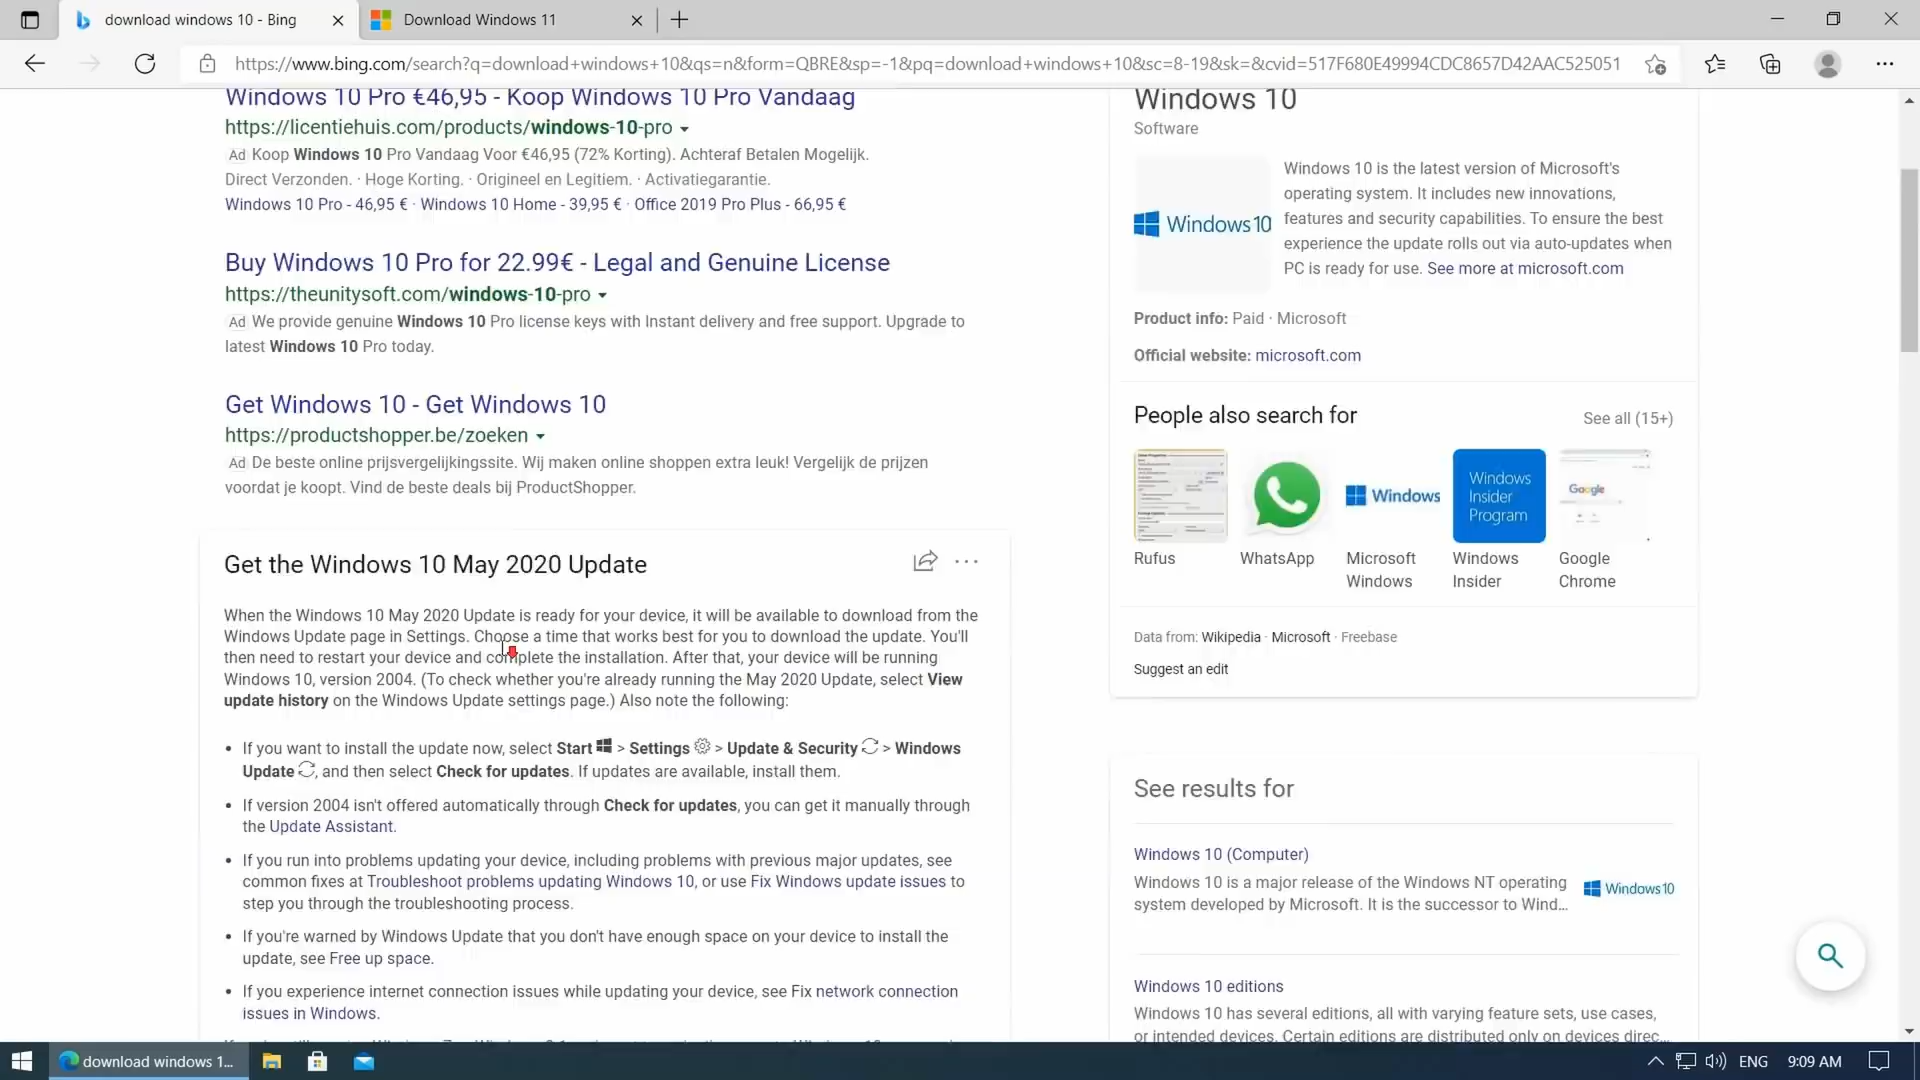 download windows 10 - Bing
Download Windows 11
https://www.bing.com/search?q=download+windows+10&qs=n&form=QBRE&sp=-1&pq=download+windows+10&sc=8-19&sk=&cvid=517F680E49994CDC8657D42AAC525051
Windows 10 Pro €46,95 - Koop Windows 10 Pro Vandaag
https://licentiehuis.com/products/windows-10-pro
Ad Koop Windows 10 Pro Vandaag Voor €46,95 (72% Korting). Achteraf Betalen Mogelijk.
Direct Verzonden. · Hoge Korting. · Origineel en Legitiem. · Activatiegarantie.
Windows 10 Pro - 46,95 € · Windows 10 Home - 39,95 € · Office 2019 Pro Plus - 66,95 €
Buy Windows 10 Pro for 22.99€ - Legal and Genuine License
https://theunitysoft.com/windows-10-pro
Ad We provide genuine Windows 10 Pro license keys with Instant delivery and free support. Upgrade to
latest Windows 10 Pro today.
Get Windows 10 - Get Windows 10
https://productshopper.be/zoeken
Ad De beste online prijsvergelijkingssite. Wij maken online shoppen extra leuk! Vergelijk de prijzen
voordat je koopt. Vind de beste deals bij ProductShopper.
Get the Windows 10 May 2020 Update
When the Windows 10 May 2020 Update is ready for your device, it will be available to download from the
Windows Update page in Settings. Choose a time that works best for you to download the update. You'll
then need to restart your device and complete the installation. After that, your device will be running
Windows 10, version 2004. (To check whether you're already running the May 2020 Update, select View
update history on the Windows Update settings page.) Also note the following:
• If you want to install the update now, select Start > Settings > Update & Security > Windows
Update , and then select Check for updates. If updates are available, install them.
• If version 2004 isn't offered automatically through Check for updates, you can get it manually through
the Update Assistant.
• If you run into problems updating your device, including problems with previous major updates, see
common fixes at Troubleshoot problems updating Windows 10, or use Fix Windows update issues to
step you through the troubleshooting process.
• If you're warned by Windows Update that you don't have enough space on your device to install the
update, see Free up space.
• If you experience internet connection issues while updating your device, see Fix network connection
issues in Windows.
Windows 10
Software
Windows 10
Windows 10 is the latest version of Microsoft's
operating system. It includes new innovations,
features and security capabilities. To ensure the best
experience the update rolls out via auto-updates when
PC is ready for use. See more at microsoft.com
Product info: Paid · Microsoft
Official website: microsoft.com
People also search for
See all (15+)
Windows
Windows
Insider
Program
Google
Rufus
WhatsApp
Microsoft
Windows
Windows
Insider
Google
Chrome
Data from: Wikipedia · Microsoft · Freebase
Suggest an edit
See results for
Windows 10 (Computer)
Windows 10 is a major release of the Windows NT operating
system developed by Microsoft. It is the successor to Wind...
Windows10
Windows 10 editions
Windows 10 has several editions, all with varying feature sets, use cases,
or intended devices. Certain editions are distributed only on devices direc...
download windows 1...
ENG
9:09 AM